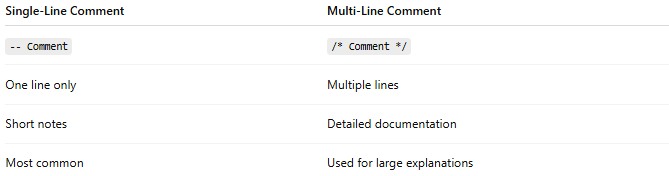 Single-Line Comment Multi-Line Comment
-- Comment /* Comment */
One line only Multiple lines
Short notes Detailed documentation
Most common Used for large explanations